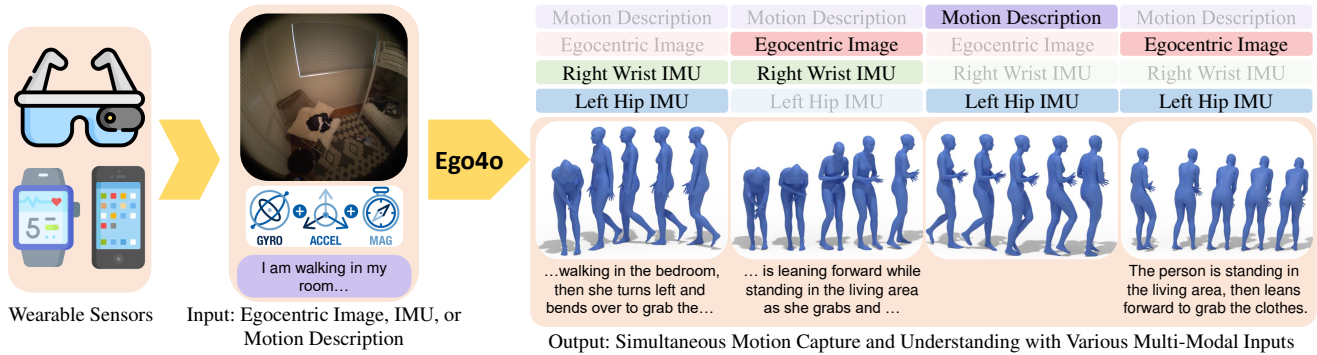 Wearable Sensors
5
GYRO
ACCEL
MAG
I am walking in my
room…
Input: Egocentric Image, IMU, or
Motion Description
Ego4o
Motion Description
Egocentric Image
Right Wrist IMU
Left Hip IMU
…walking in the bedroom,
then she turns left and
bends over to grab the…
Motion Description
Egocentric Image
Right Wrist IMU
Left Hip IMU
… is leaning forward while
standing in the living area
as she grabs and …
Motion Description
Egocentric Image
Right Wrist IMU
Left Hip IMU
Motion Description
Egocentric Image
Right Wrist IMU
Left Hip IMU
The person is standing in
the living area, then leans
forward to grab the clothes.
Output: Simultaneous Motion Capture and Understanding with Various Multi-Modal Inputs